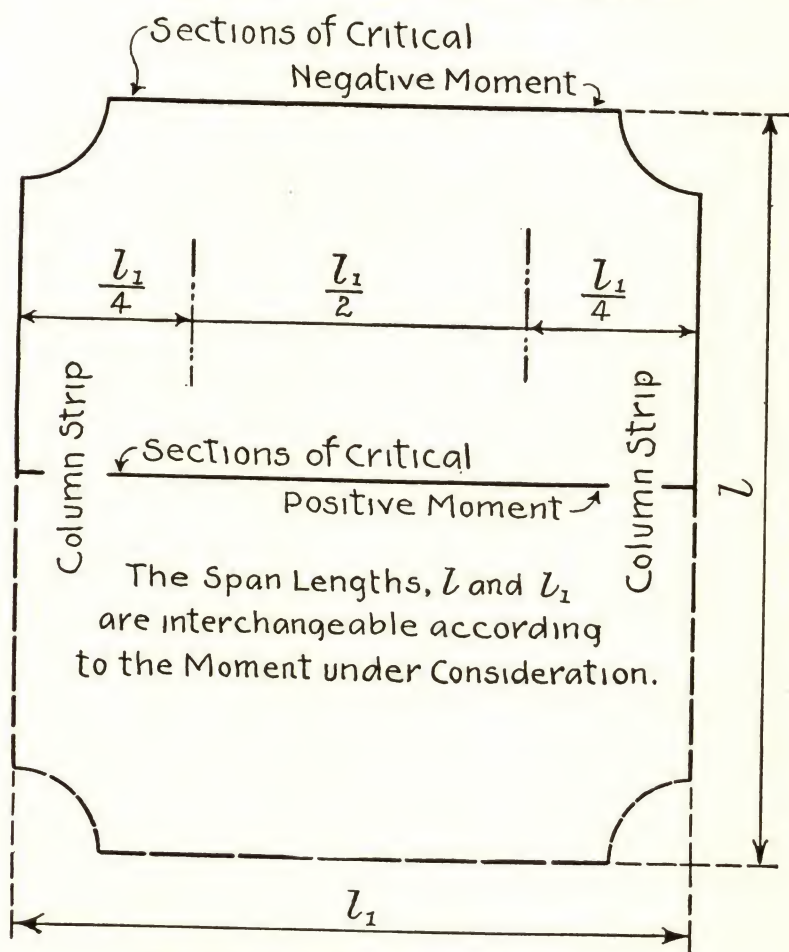 Sections of Critical
Negative Moment
l₁/4
l₁/2
l₁/4
Column Strip
Column Strip
Sections of Critical
Positive Moment
l
The Span Lengths, l and l₁
are interchangeable according
to the Moment under Consideration.
l₁